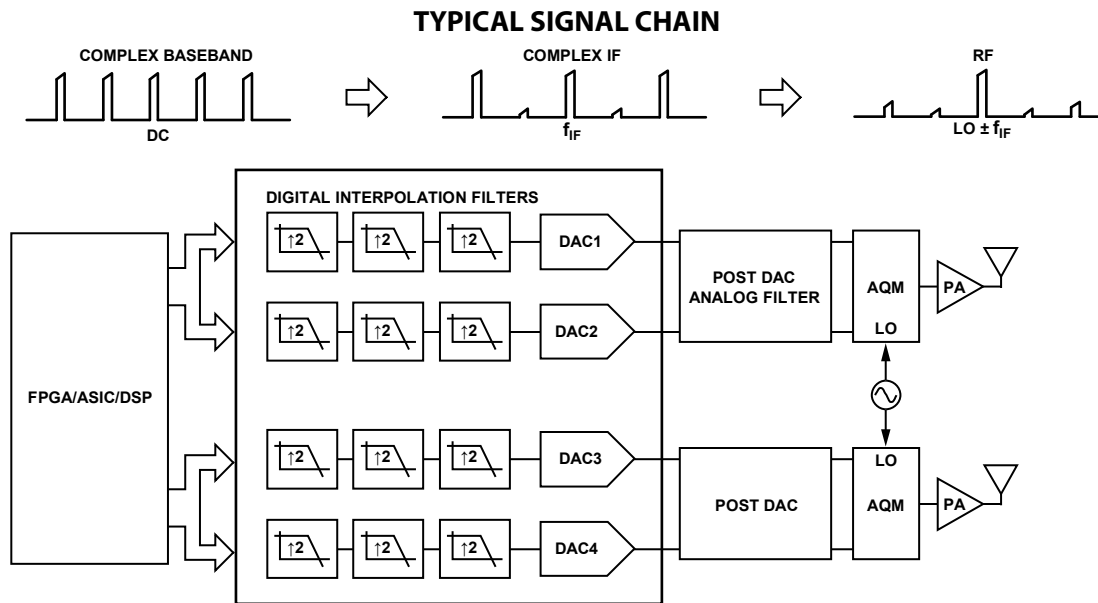 TYPICAL SIGNAL CHAIN
COMPLEX BASEBAND
COMPLEX IF
RF
DC
fIF
LO ± fIF
DIGITAL INTERPOLATION FILTERS
↑2
↑2
↑2
DAC1
POST DAC
ANALOG FILTER
AQM
LO
PA
↑2
↑2
↑2
DAC2
FPGA/ASIC/DSP
↑2
↑2
↑2
DAC3
POST DAC
LO
AQM
PA
↑2
↑2
↑2
DAC4